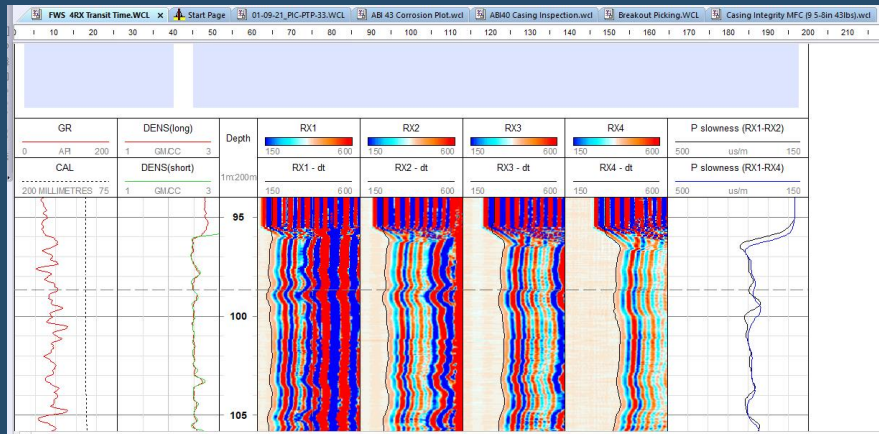 FWS 4RX Transit Time.WCL × Start Page 01-09-21_PIC-PTP-33.WCL ABI 43 Corrosion Plot.wcl ABI40 Casing Inspection.wcl Breakout Picking.WCL Casing Integrity MFC (9 5-8in 43lbs).wcl
10 20 30 40 50 60 70 80 90 100 110 120 130 140 150 160 170 180 190 200 210
GR DENS(long) Depth RX1 RX2 RX3 RX4 P slowness (RX1-RX2)
0 API 200 1 GM/CC 3 150 600 150 600 150 600 150 600 500 us/m 150
CAL DENS(short) 1m:200m RX1 - dt RX2 - dt RX3 - dt RX4 - dt P slowness (RX1-RX4)
200 MILLIMETRES 75 1 GM/CC 3 150 600 150 600 150 600 150 600 500 us/m 150
95
100
105